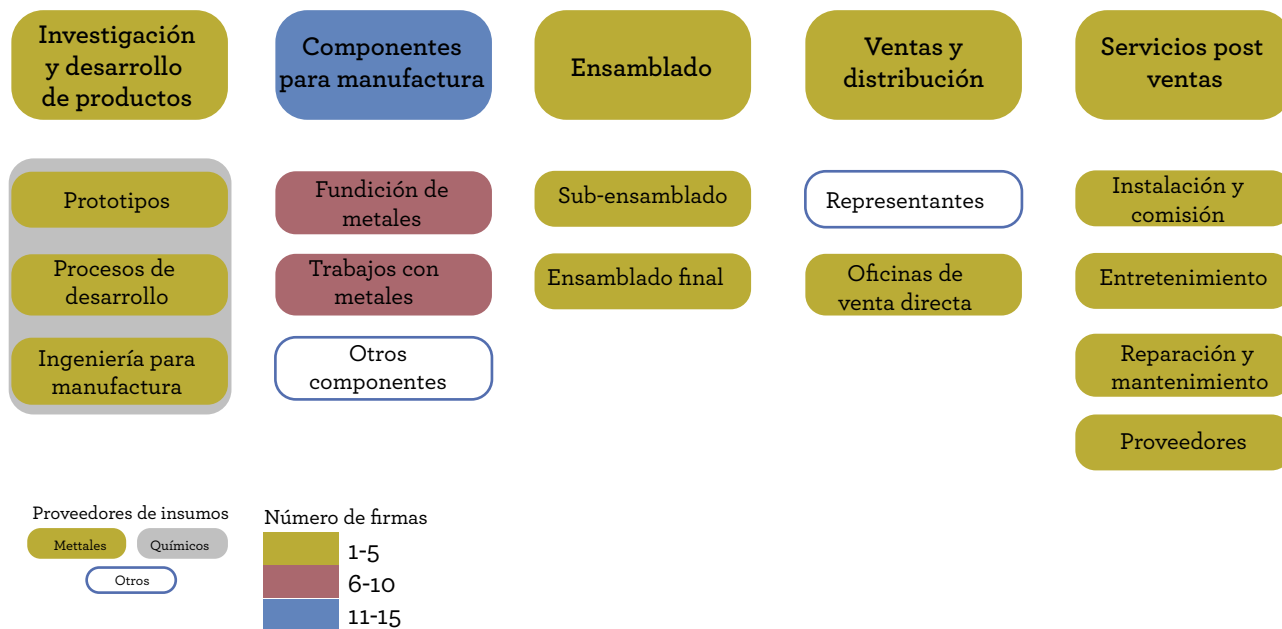 Investigación
y desarrollo
de productos
Componentes
para manufactura
Ensamblado
Ventas y
distribución
Servicios post
ventas
Prototipos
Procesos de
desarrollo
Ingeniería para
manufactura
Fundición de
metales
Trabajos con
metales
Otros
componentes
Sub-ensamblado
Ensamblado final
Representantes
Oficinas de
venta directa
Instalación y
comisión
Entretenimiento
Reparación y
mantenimiento
Proveedores
Proveedores de insumos
Mettales
Químicos
Otros
Número de firmas
1-5
6-10
11-15